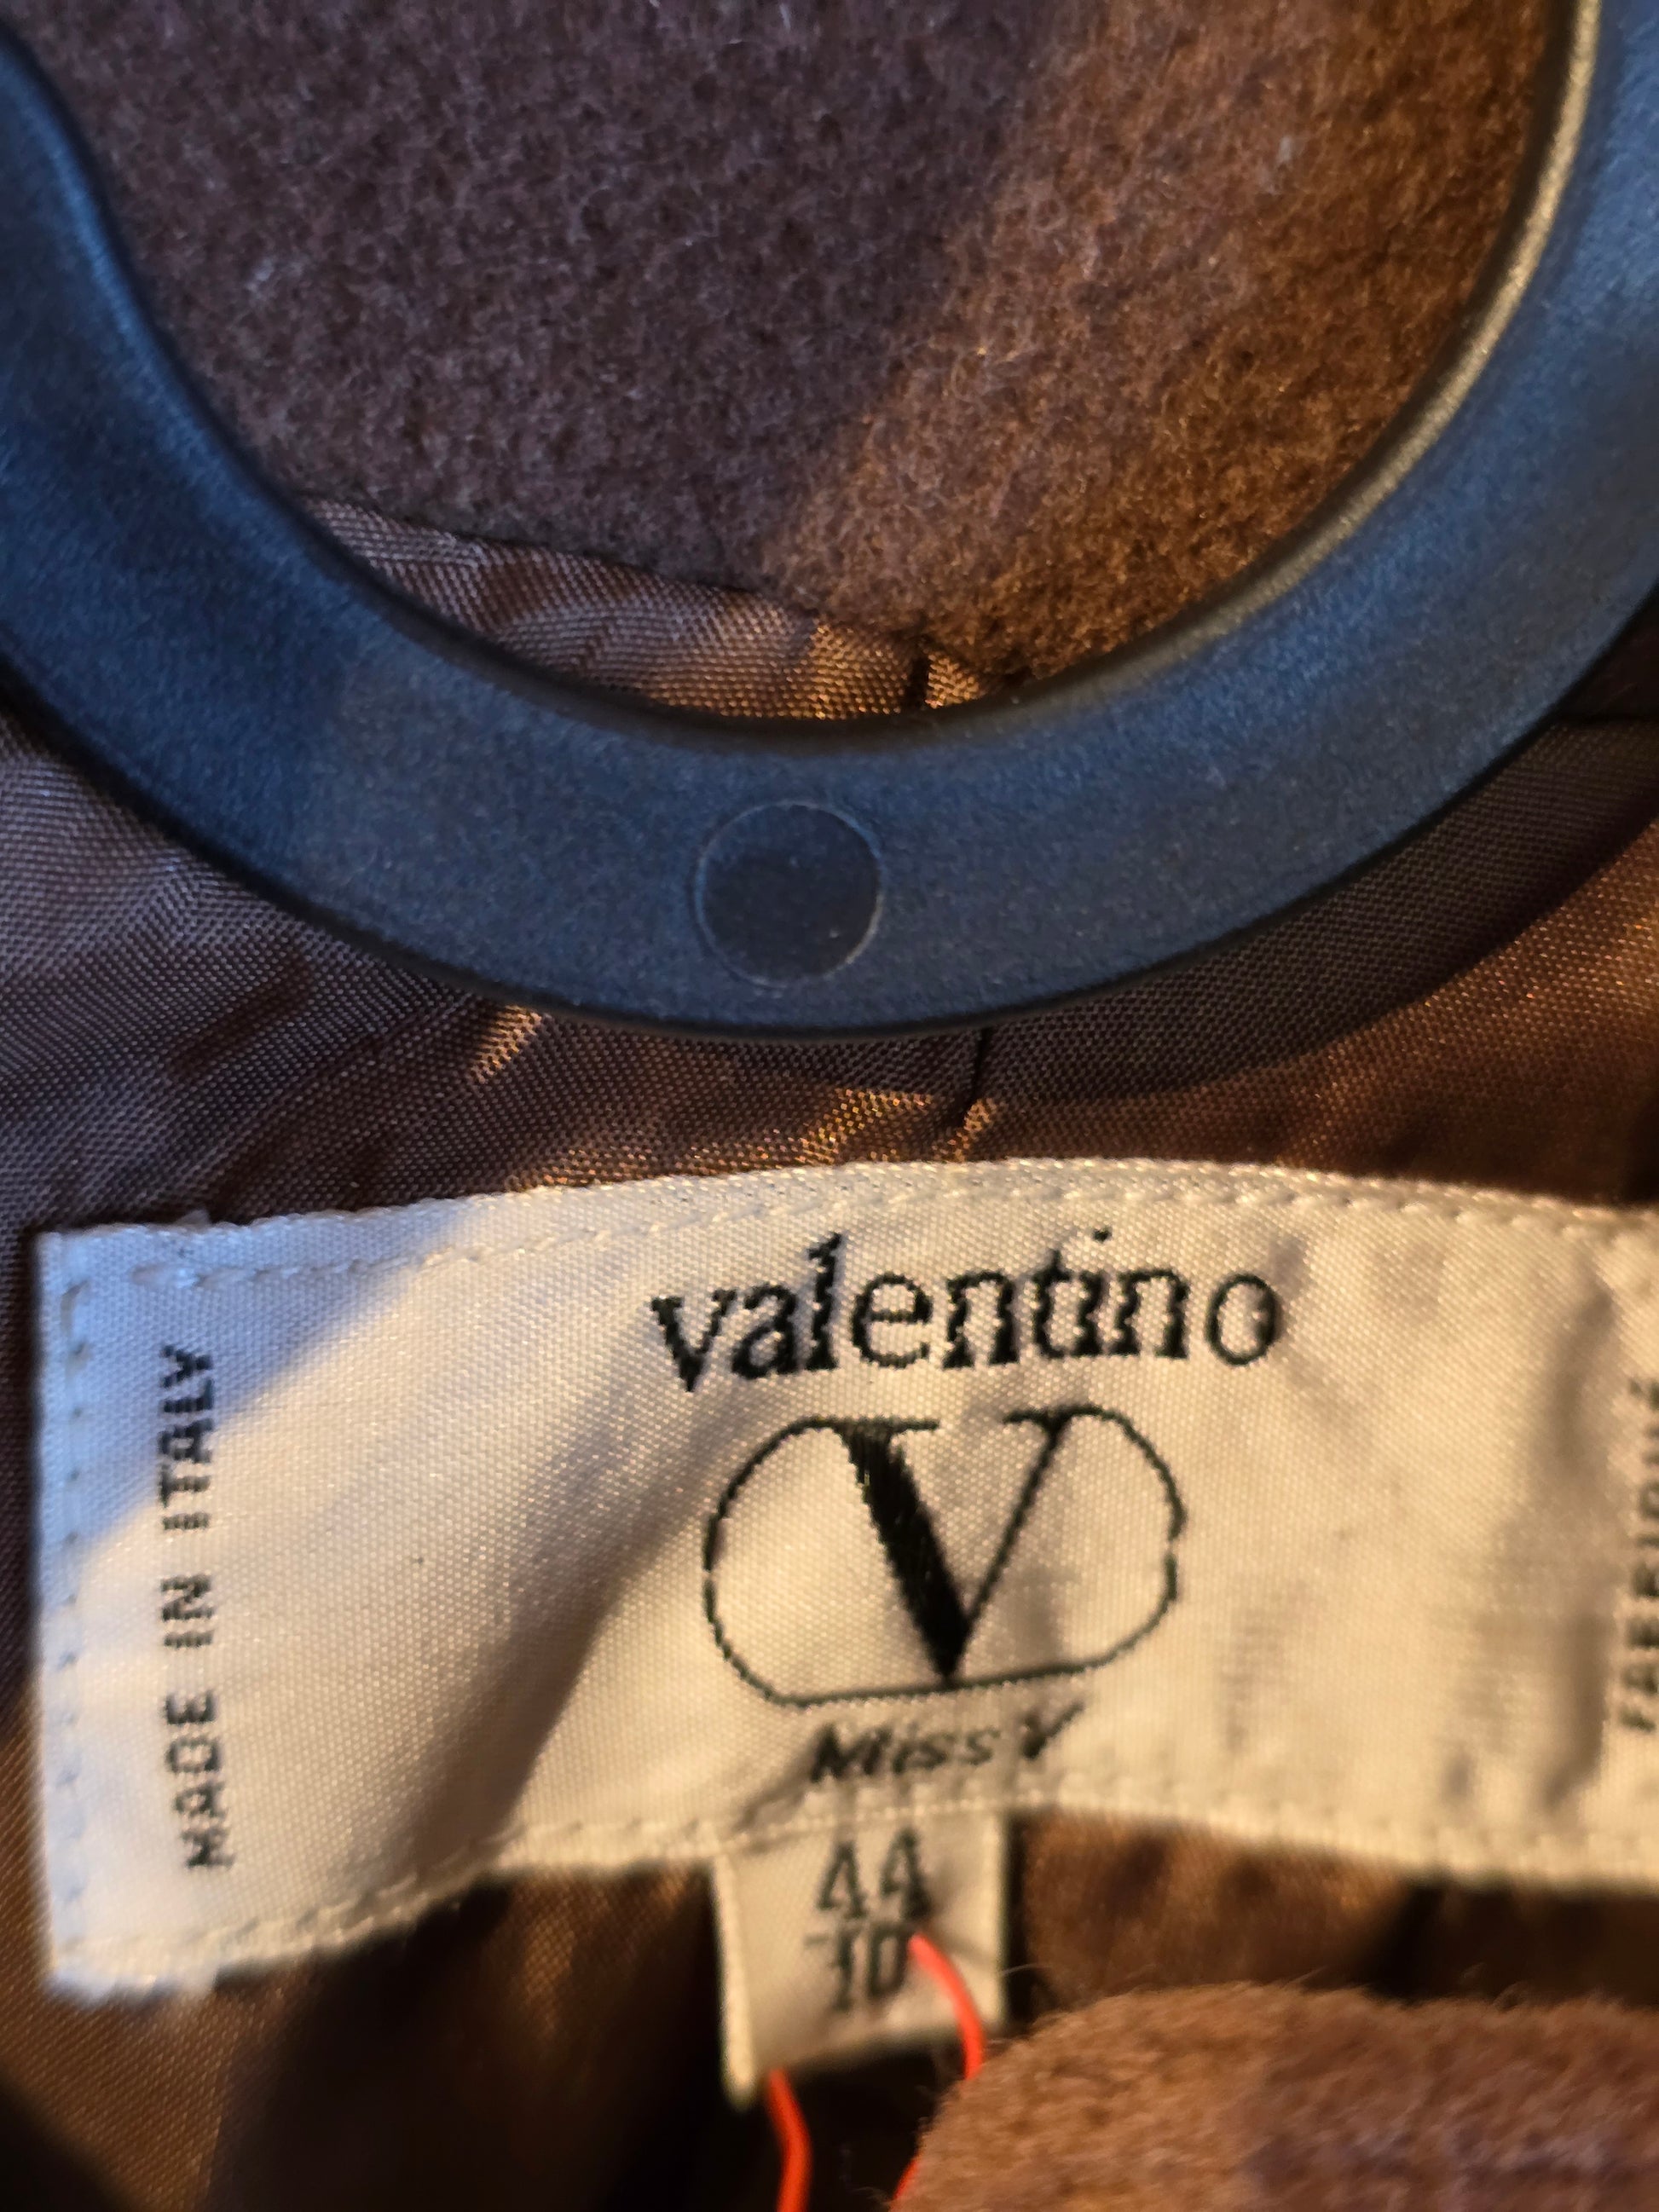 MADE IN ITALY
valentino
V
Miss V
44
10